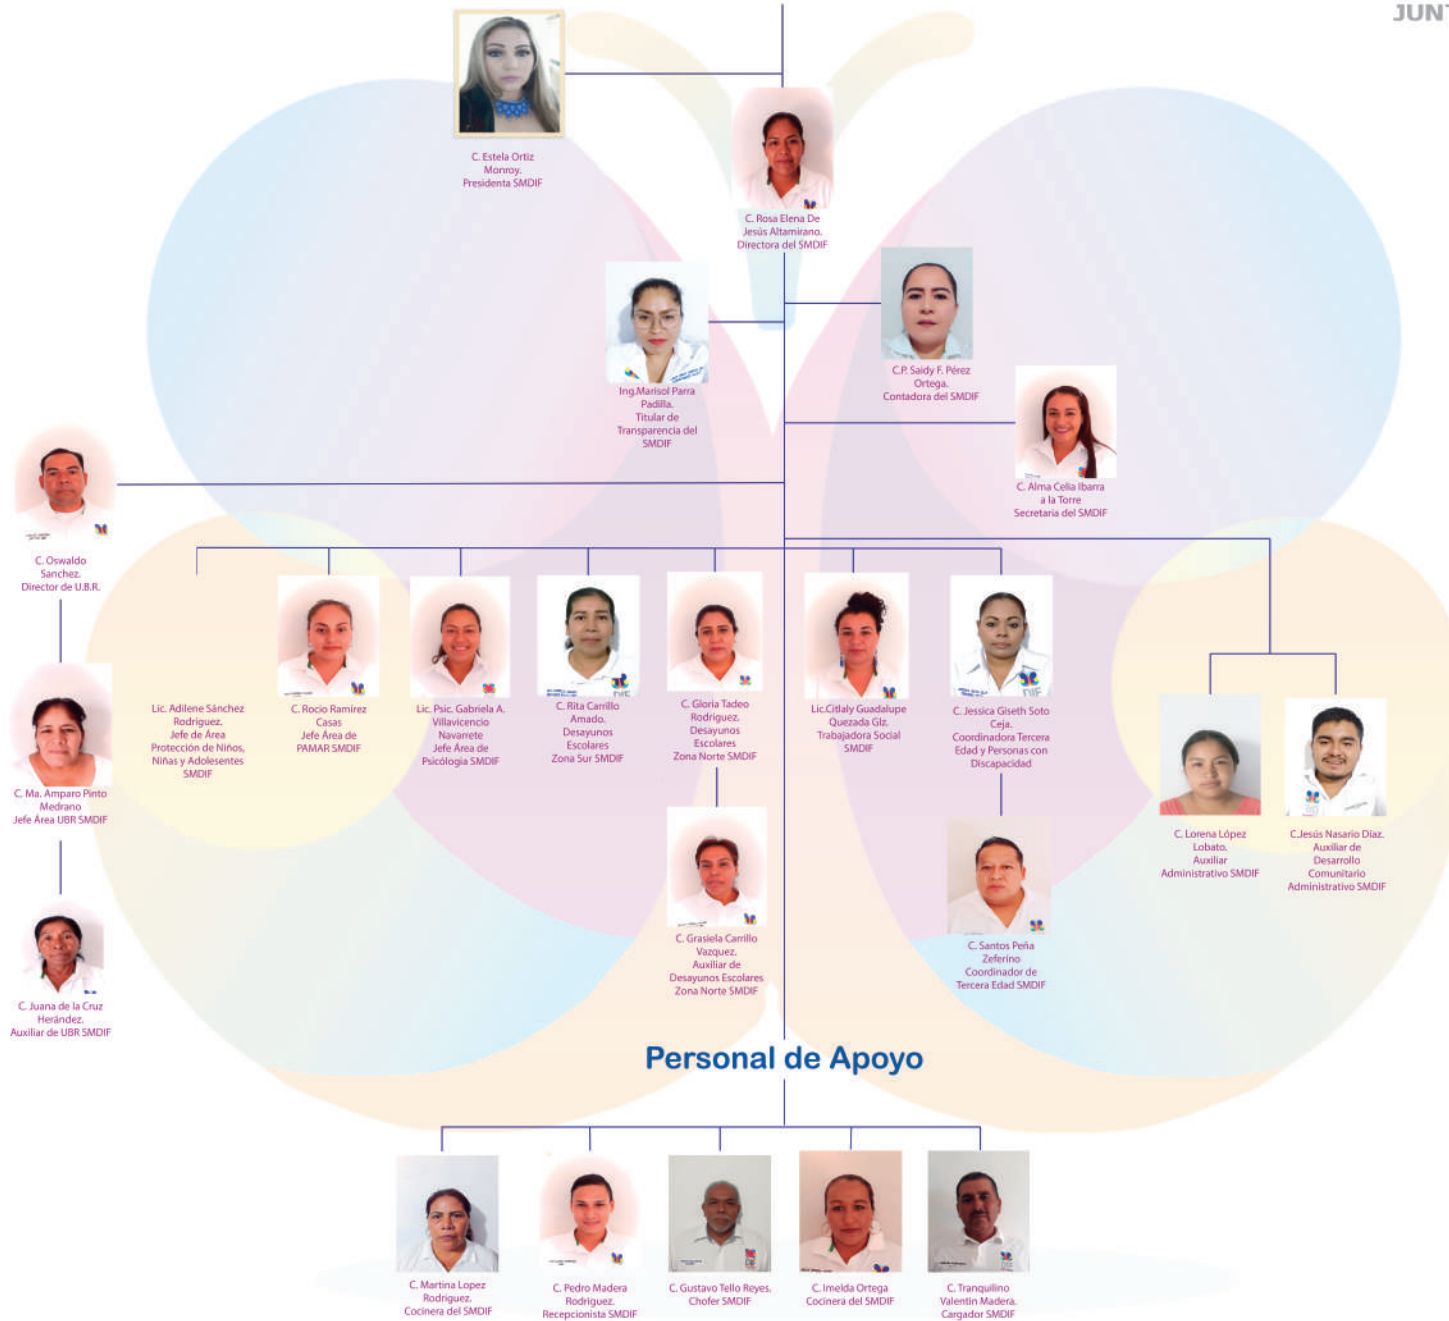 JUNT
C. Estela Ortiz
Monroy.
Presidenta SMDIF
C. Rosa Elena De
Jesús Altamirano.
Directora del SMDIF
Ing.Marisol Parra
Padilla.
Titular de
Transparencia del
SMDIF
C.P. Saidy F. Pérez
Ortega.
Contadora del SMDIF
C. Alma Celia Ibarra
a la Torre
Secretaria del SMDIF
C. Oswaldo
Sanchez.
Director de U.B.R.
C. Ma. Amparo Pinto
Medrano
Jefe Área UBR SMDIF
C. Juana de la Cruz
Herández.
Auxiliar de UBR SMDIF
Lic. Adilene Sánchez
Rodriguez.
Jefe de Área
Protección de Niños,
Niñas y Adolesentes
SMDIF
C. Rocio Ramírez
Casas
Jefe Área de
PAMAR SMDIF
Lic. Psic. Gabriela A.
Villavicencio
Navarrete
Jefe Área de
Psicólogia SMDIF
C. Rita Carrillo
Amado.
Desayunos
Escolares
Zona Sur SMDIF
C. Gloria Tadeo
Rodriguez.
Desayunos
Escolares
Zona Norte SMDIF
Lic.Citlaly Guadalupe
Quezada Glz.
Trabajadora Social
SMDIF
C. Jessica Giseth Soto
Ceja.
Coordinadora Tercera
Edad y Personas con
Discapacidad
C. Grasiela Carrillo
Vazquez.
Auxiliar de
Desayunos Escolares
Zona Norte SMDIF
C. Santos Peña
Zeferino
Coordinador de
Tercera Edad SMDIF
C. Lorena López
Lobato.
Auxiliar
Administrativo SMDIF
C.Jesús Nasario Díaz.
Auxiliar de
Desarrollo
Comunitario
Administrativo SMDIF
Personal de Apoyo
C. Martina Lopez
Rodriguez.
Cocinera del SMDIF
C. Pedro Madera
Rodriguez.
Recepcionista SMDIF
C. Gustavo Tello Reyes.
Chofer SMDIF
C. Imelda Ortega
Cocinera del SMDIF
C. Tranquilino
Valentin Madera.
Cargador SMDIF